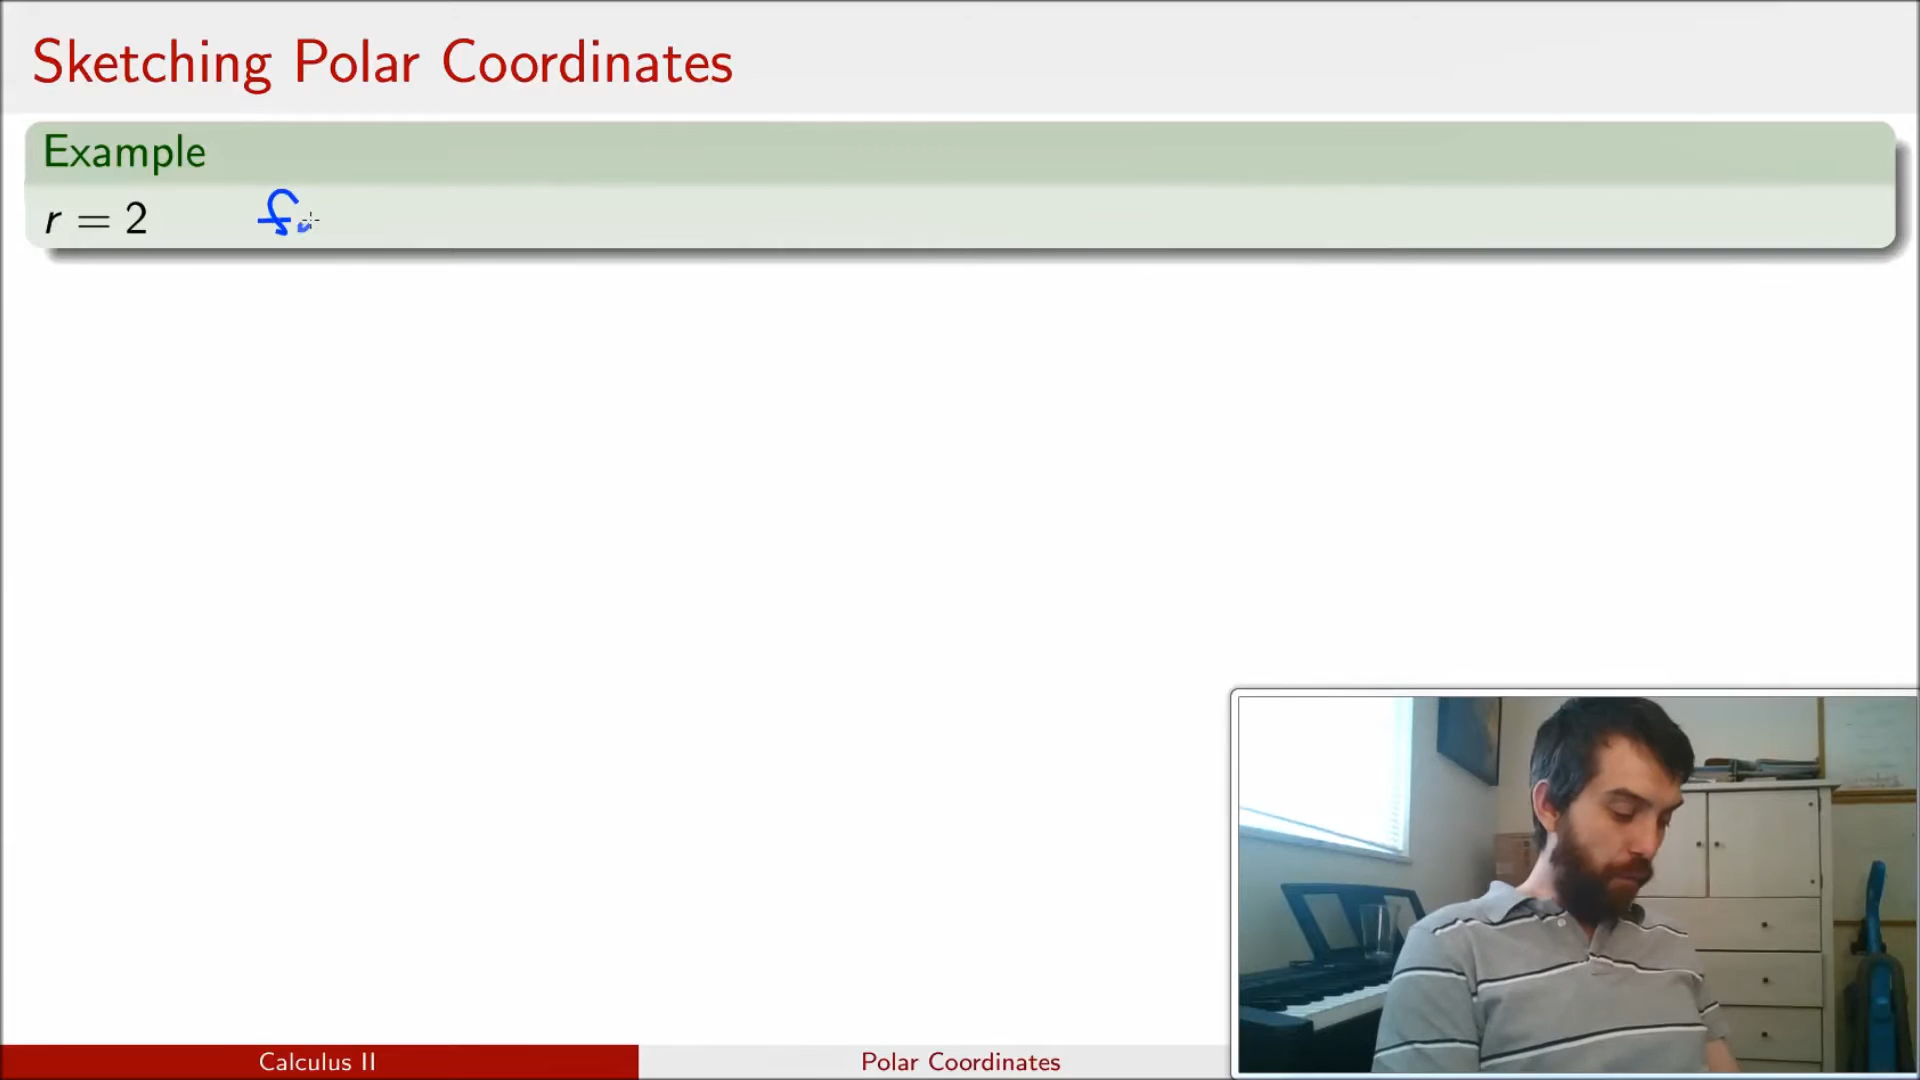 Sketching Polar Coordinates
Example
r = 2 f
Calculus II
Polar Coordinates